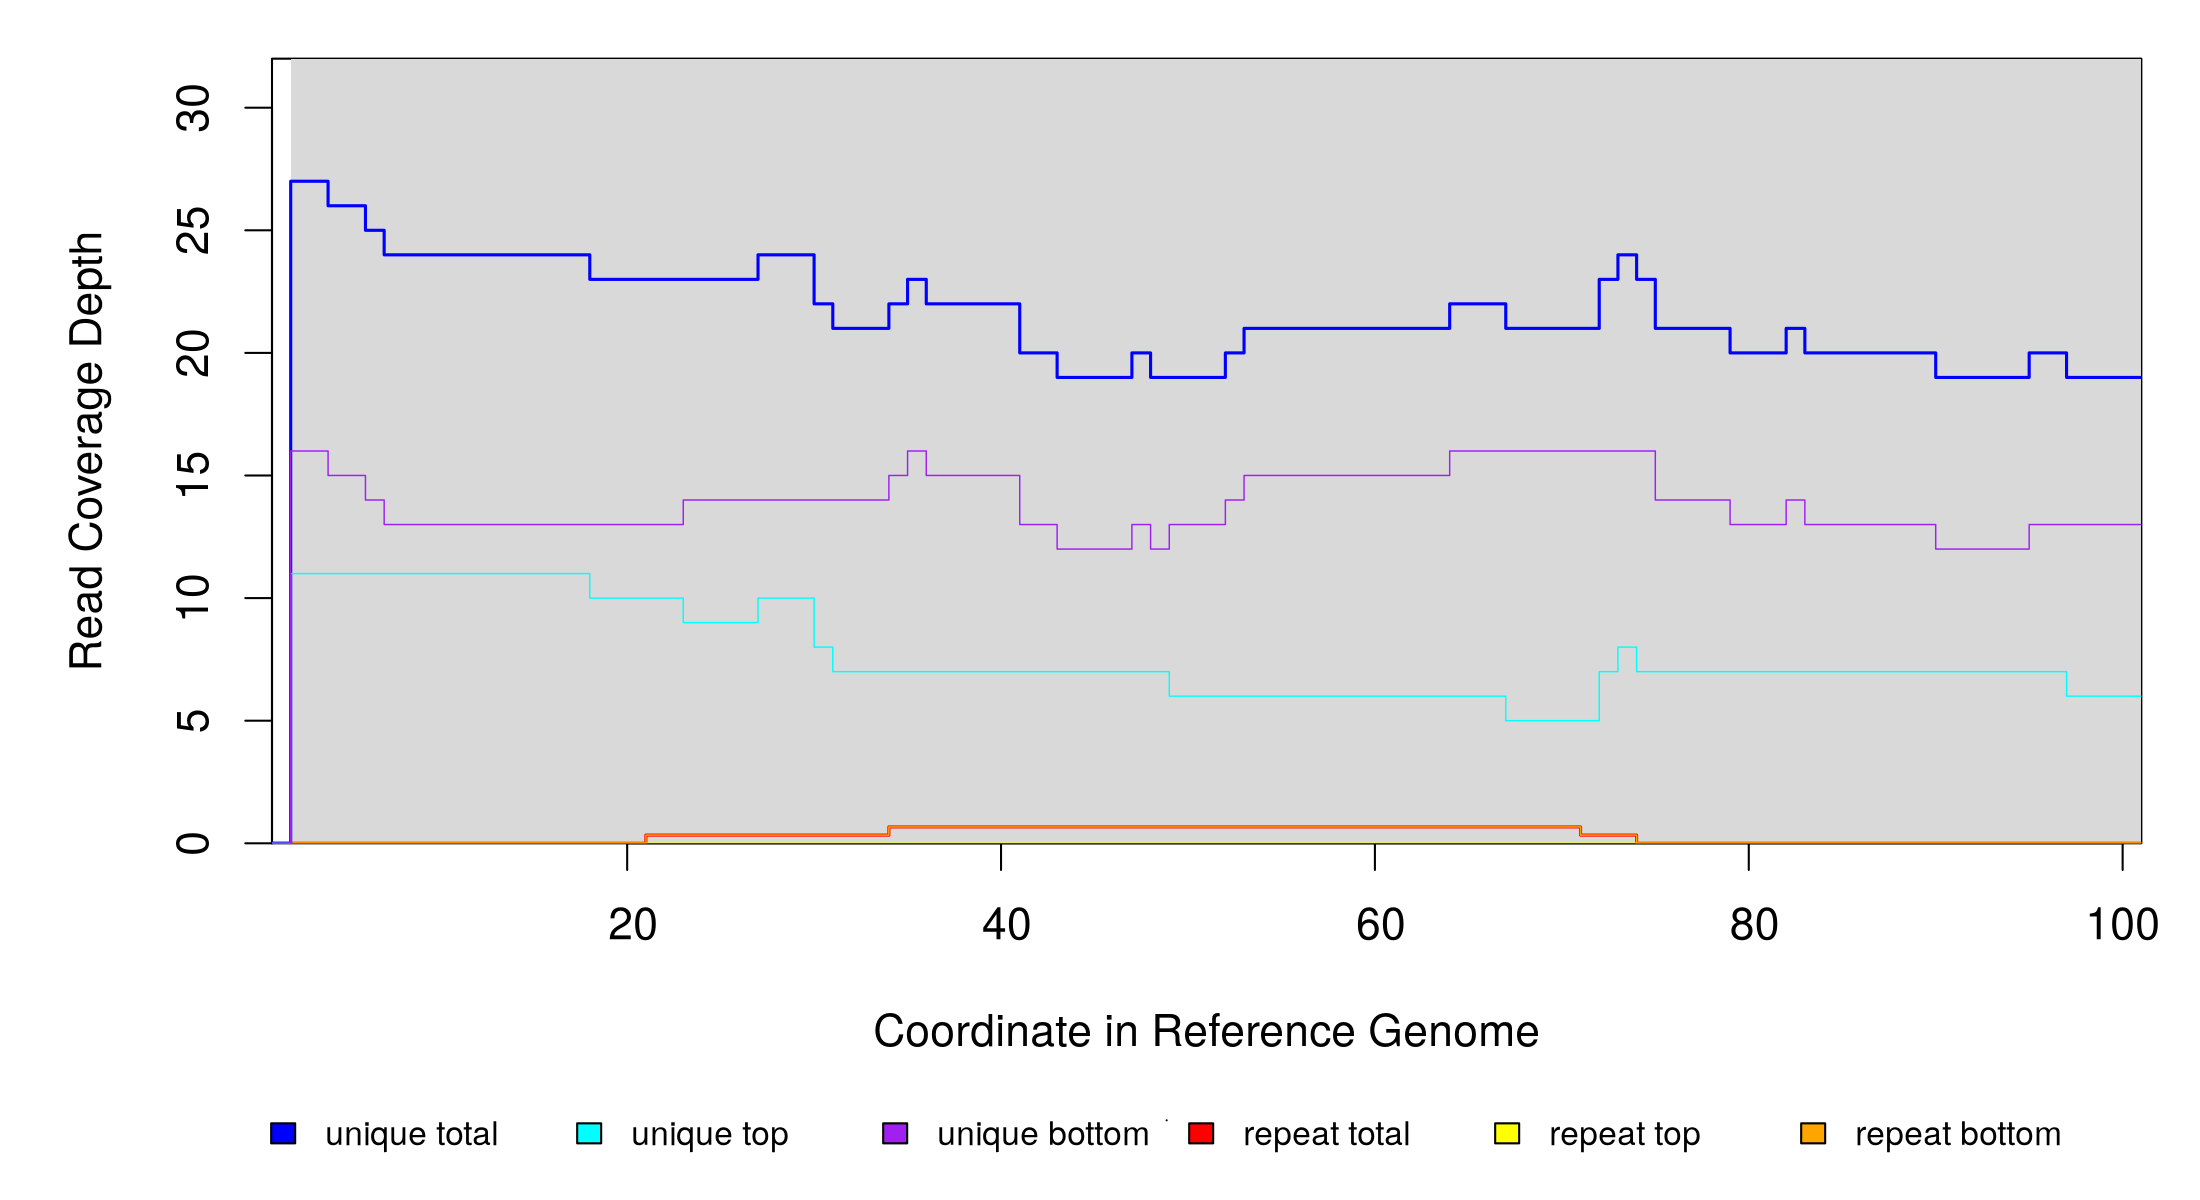 Read Coverage Depth
30
25
20
15
10
5
0
20 40 60 80 100
Coordinate in Reference Genome
unique total unique top unique bottom repeat total repeat top repeat bottom